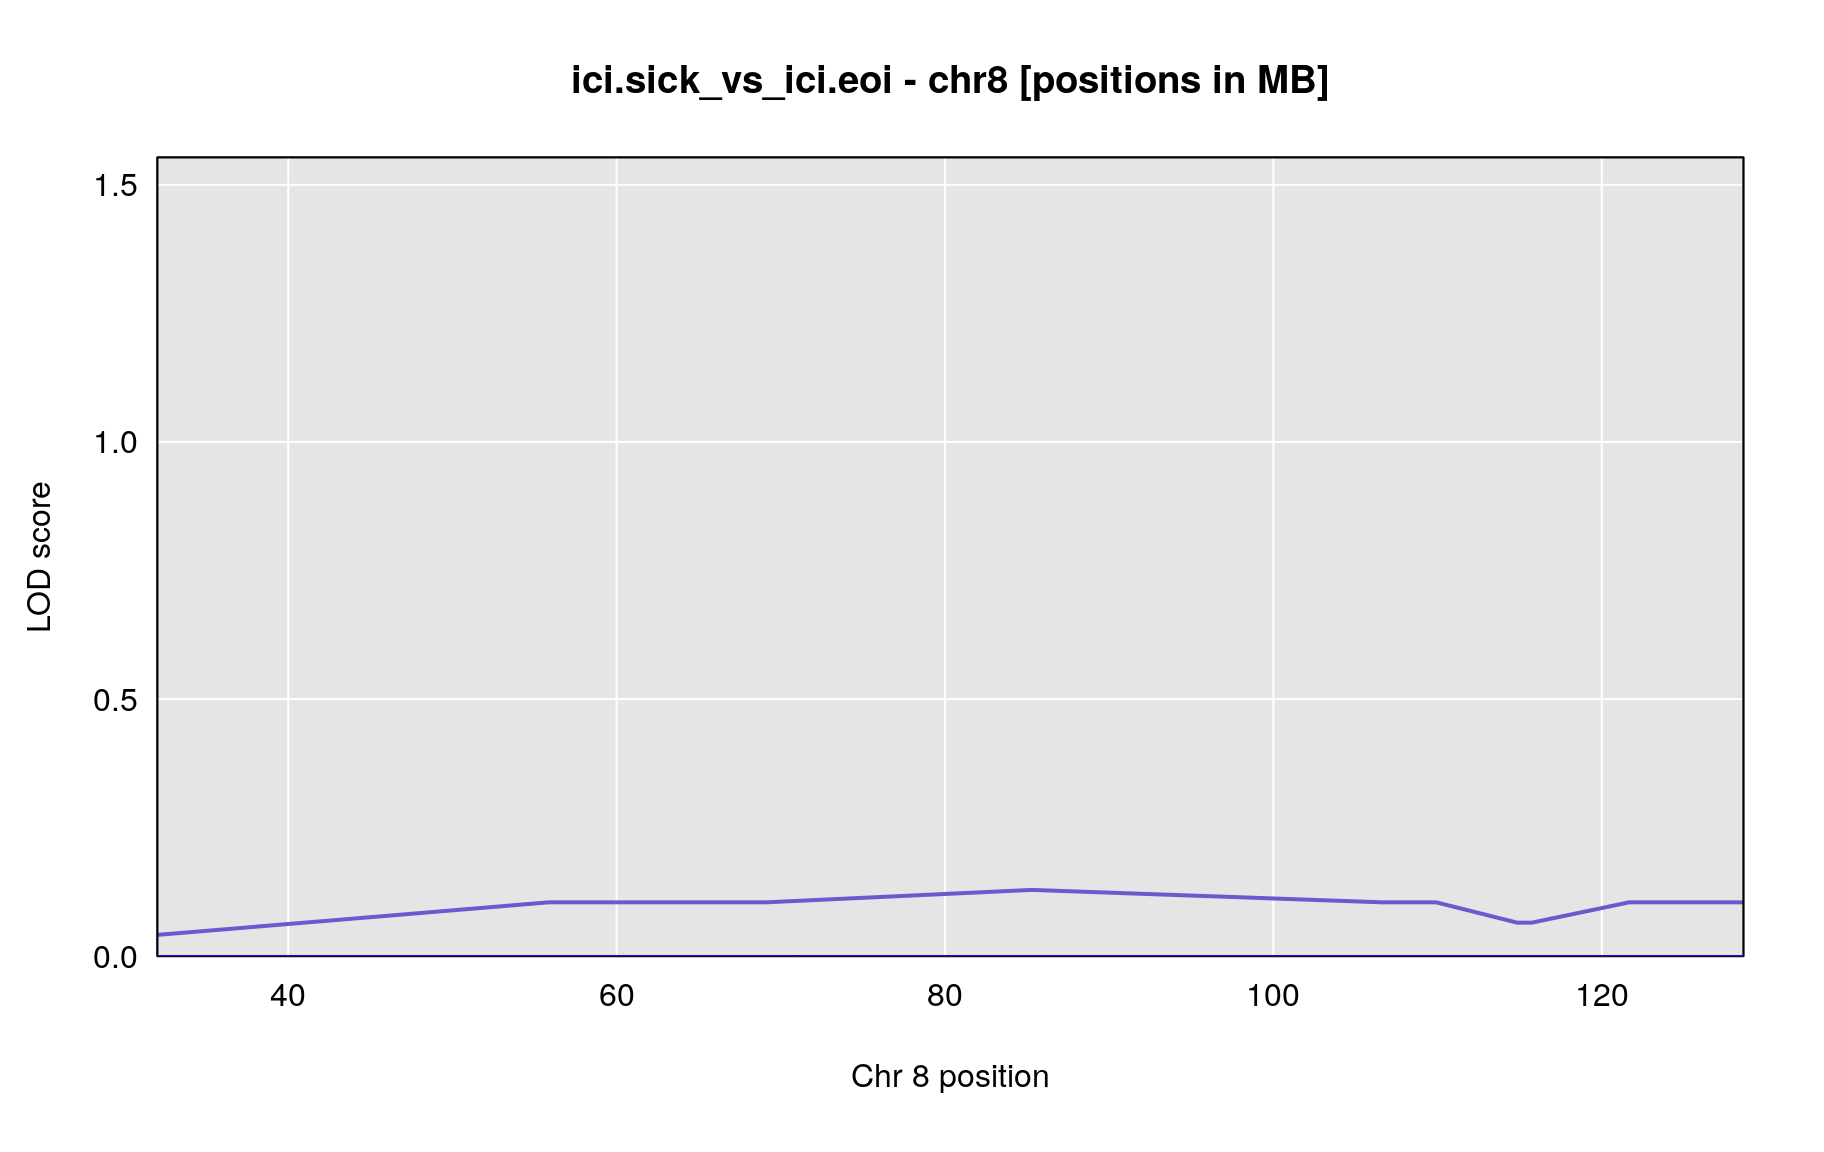 ici.sick_vs_ici.eoi - chr8 [positions in MB]
1.5
1.0
0.5
0.0
LOD score
40 60 80 100 120
Chr 8 position